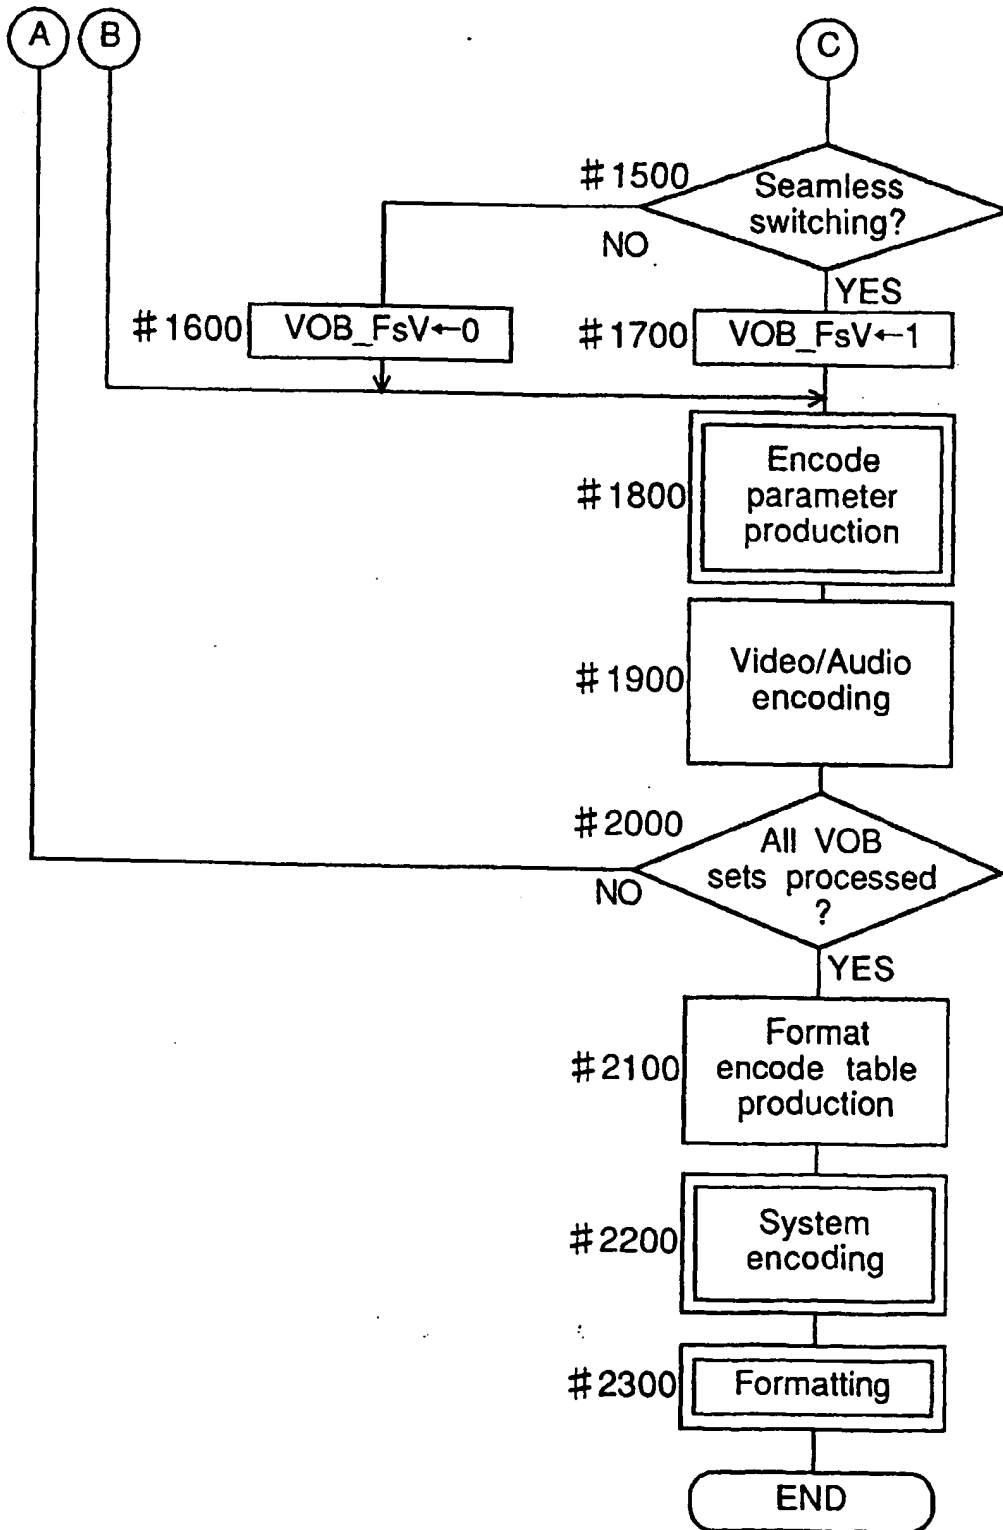 A B
C
#1500
Seamless
switching?
NO
YES
#1600
VOB_FsV←0
#1700
VOB_FsV←1
#1800
Encode
parameter
production
#1900
Video/Audio
encoding
#2000
All VOB
sets processed
?
NO
YES
#2100
Format
encode table
production
#2200
System
encoding
#2300
Formatting
END